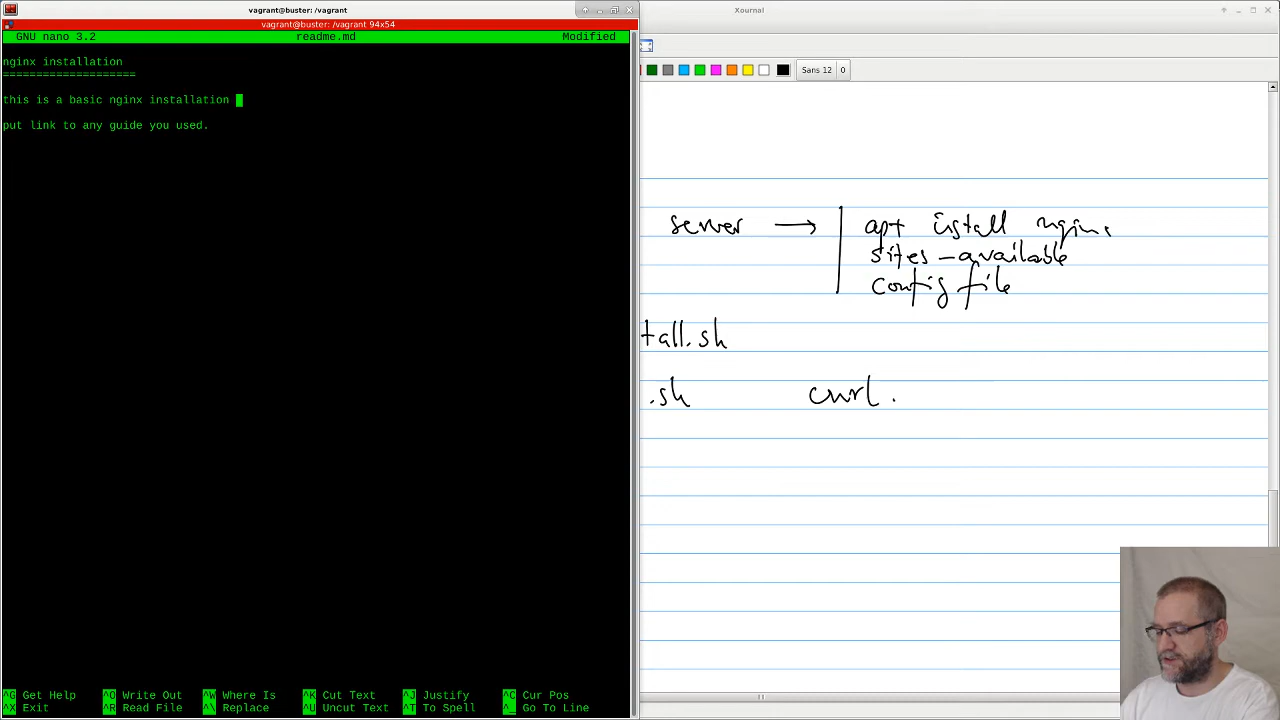 vagrant@buster: /vagrant
vagrant@buster: /vagrant 94x54
GNU nano 3.2 readme.md Modified
nginx installation
====================
this is a basic nginx installation
put link to any guide you used.
^G Get Help ^O Write Out ^W Where Is ^K Cut Text ^J Justify ^C Cur Pos
^X Exit ^R Read File ^\ Replace ^U Uncut Text ^T To Spell ^_ Go To Line
Xournal
Sans 12 0
server → apt install nginx
sites-available
config file
tall.sh
.sh curl.